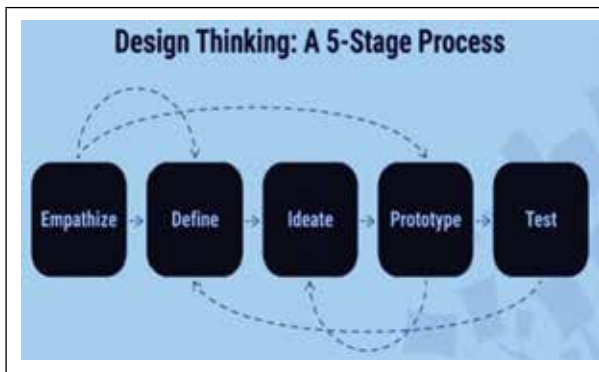 Design Thinking: A 5-Stage Process
Empathize
Define
Ideate
Prototype
Test